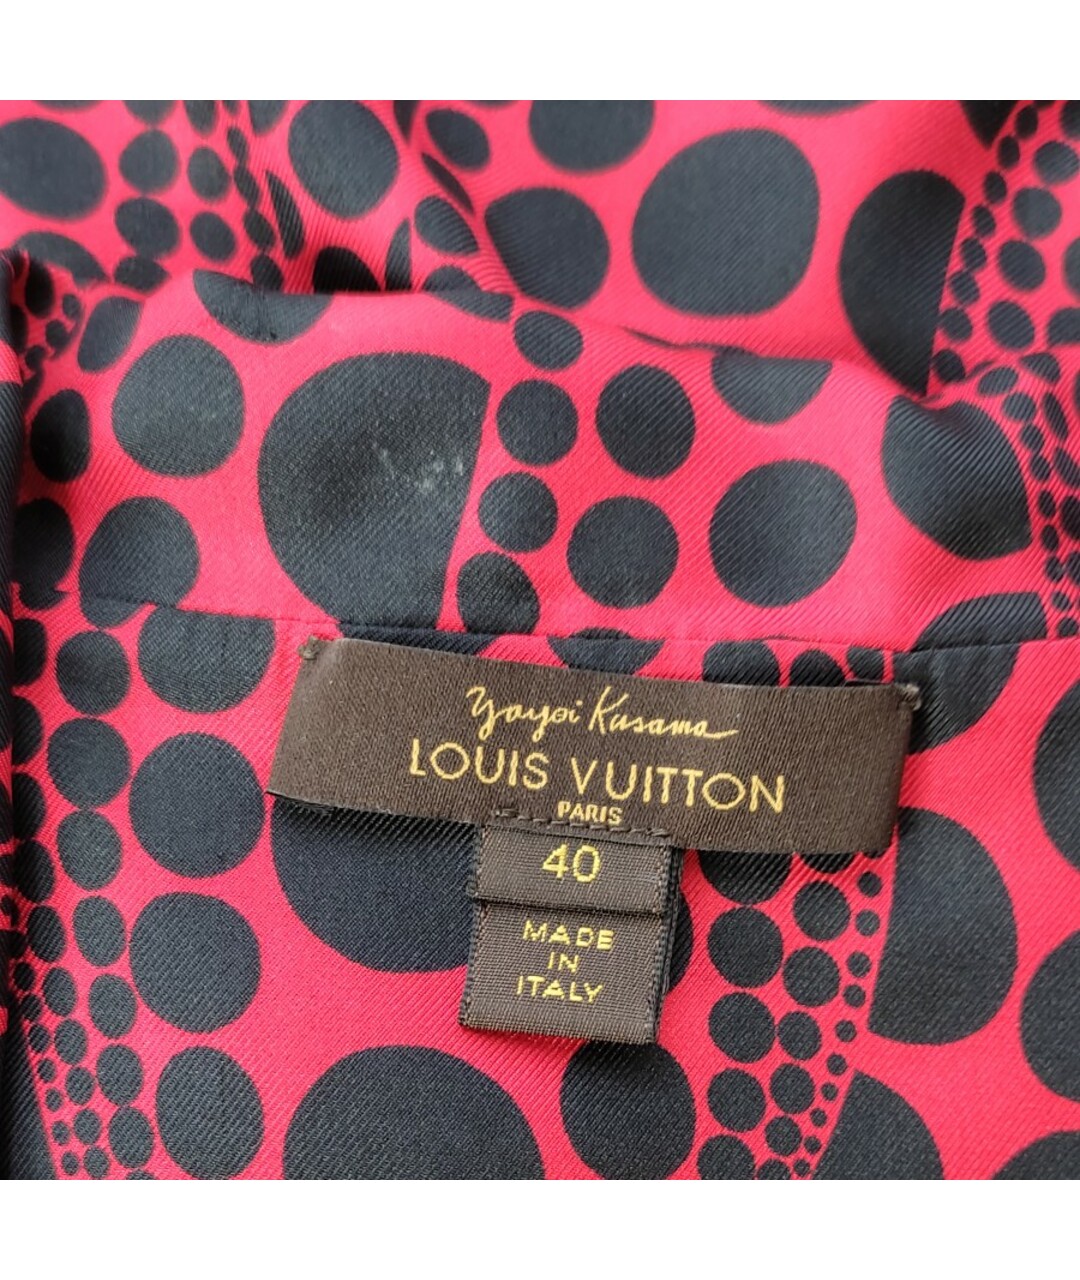 Yayoi Kusama
LOUIS VUITTON
PARIS
40
MADE
IN
ITALY